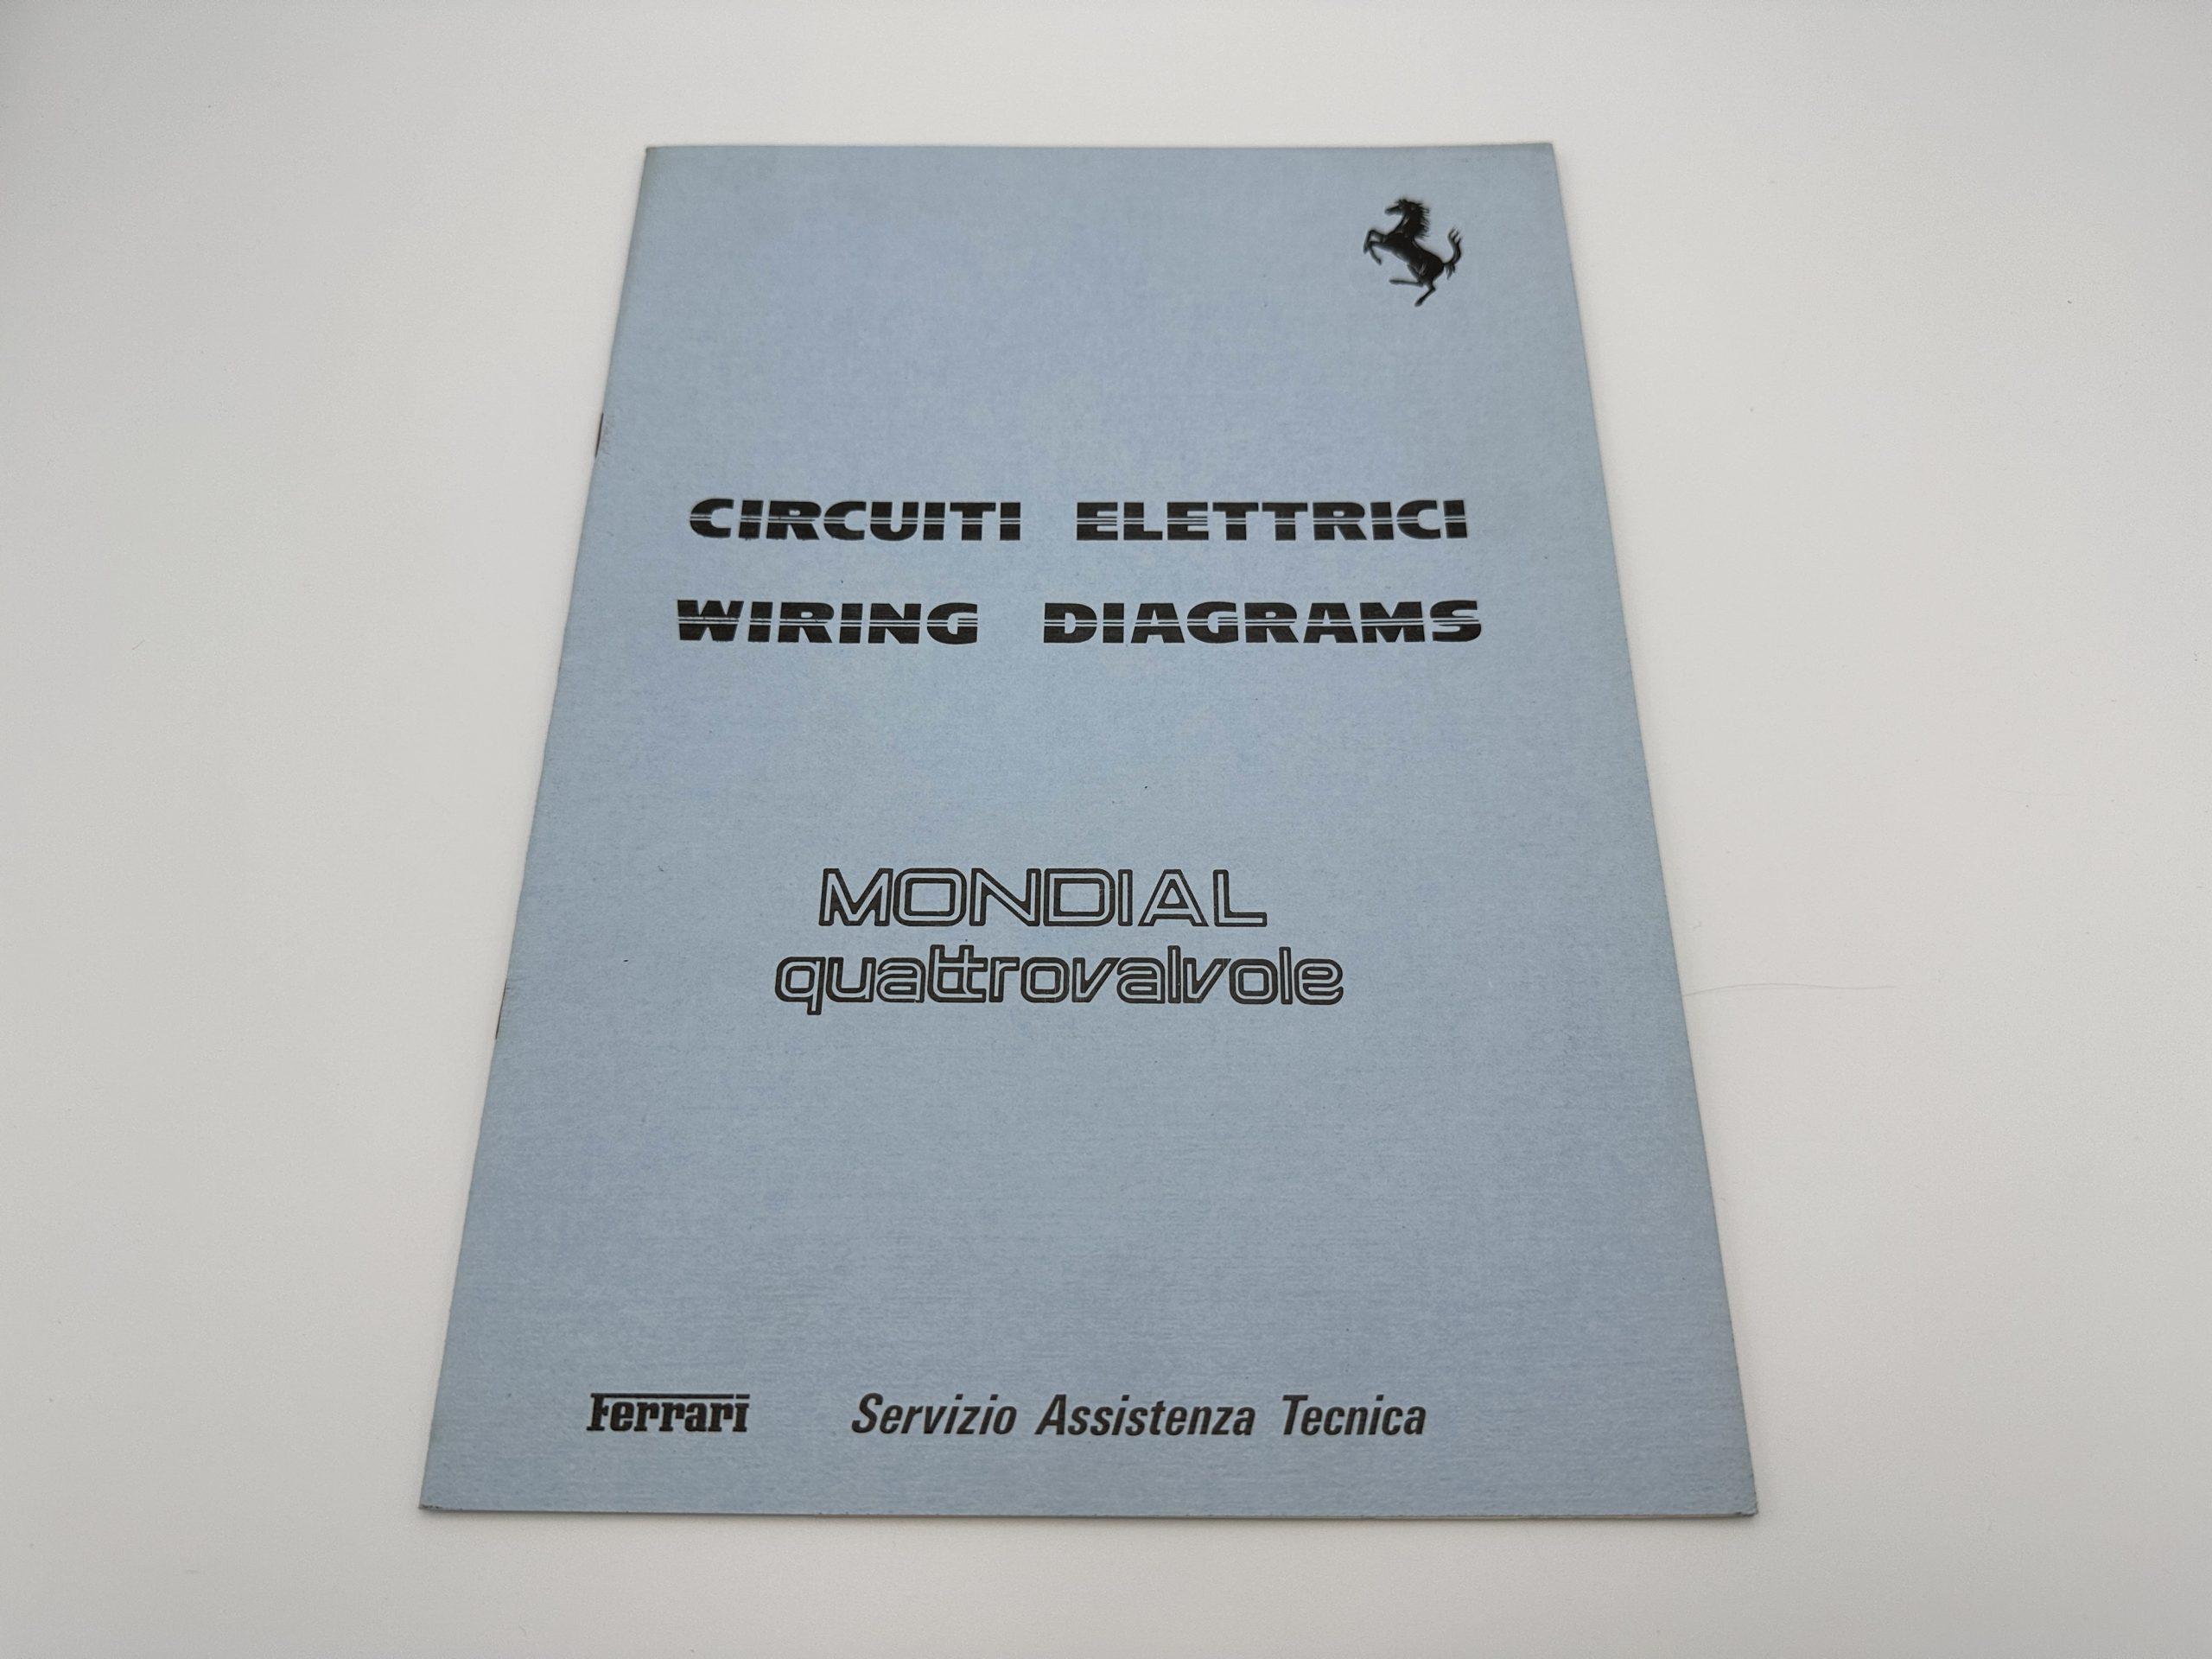 CIRCUITI ELETTRICI
WIRING DIAGRAMS
MONDIAL
quattrovalvole
Ferrari Servizio Assistenza Tecnica